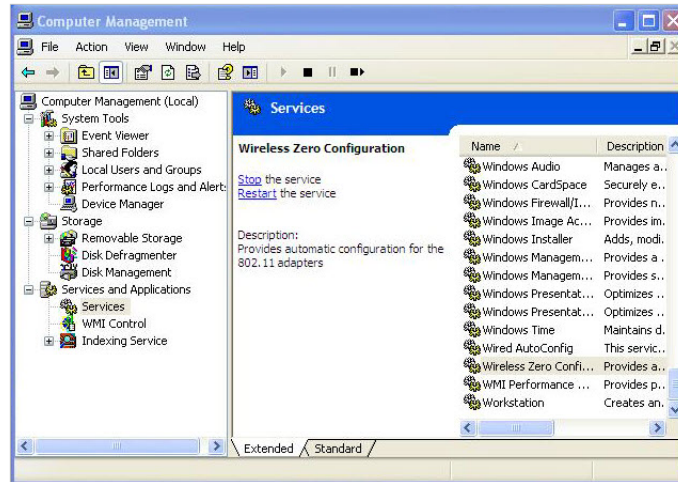 Computer Management
File Action View Window Help
Computer Management (Local)
System Tools
Event Viewer
Shared Folders
Local Users and Groups
Performance Logs and Alert
Device Manager
Storage
Removable Storage
Disk Defragmenter
Disk Management
Services and Applications
Services
WMI Control
Indexing Service
Services
Wireless Zero Configuration
Stop the service
Restart the service
Description:
Provides automatic configuration for the
802.11 adapters
Name Description
Windows Audio Manages a..
Windows CardSpace Securely e..
Windows Firewall/I... Provides n..
Windows Image Ac... Provides im.
Windows Installer Adds, modi.
Windows Managem... Provides a .
Windows Managem... Provides s..
Windows Presentat... Optimizes ..
Windows Presentat... Optimizes ..
Windows Time Maintains d.
Wired AutoConfig This servic..
Wireless Zero Confi... Provides a..
WMI Performance ... Provides p..
Workstation Creates an.
Extended Standard